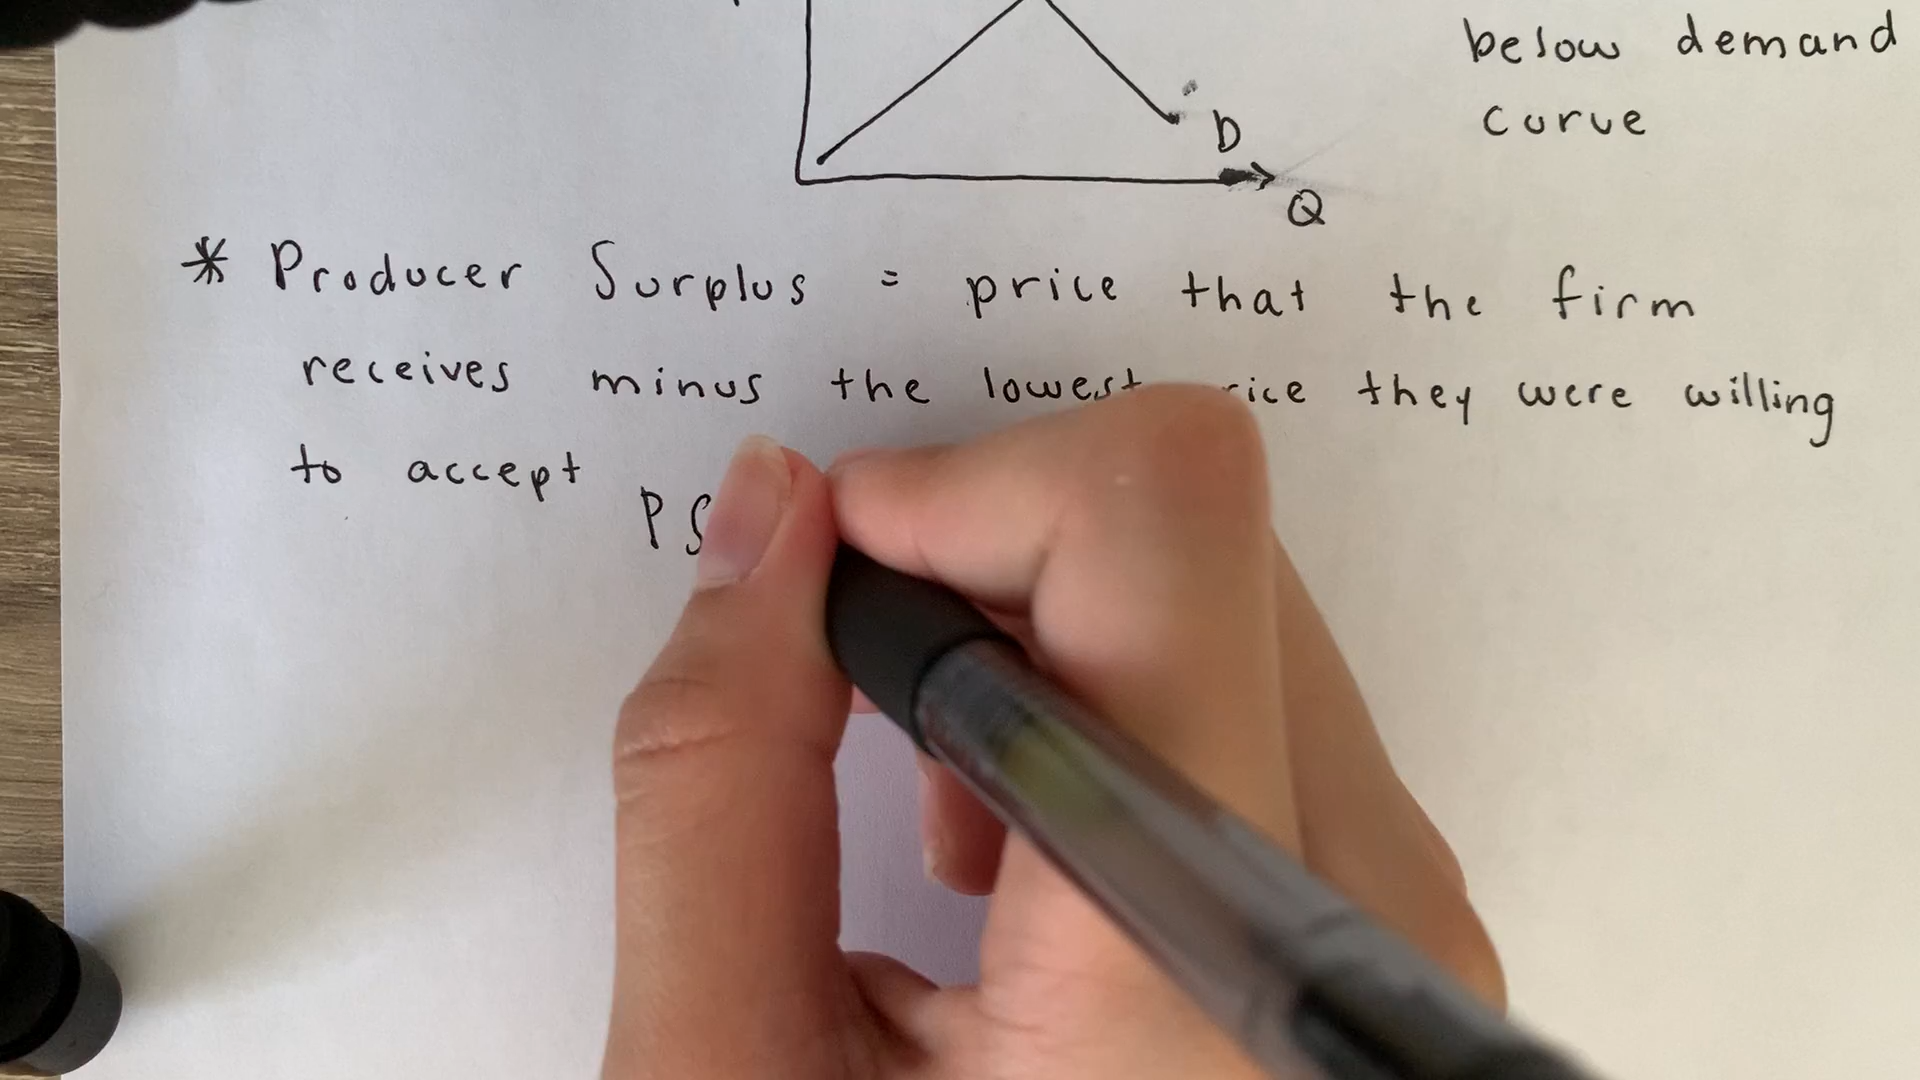 below demand
curve
D
Q
* Producer Surplus = price that the firm
receives minus the lowest they were willing
to accept
PS